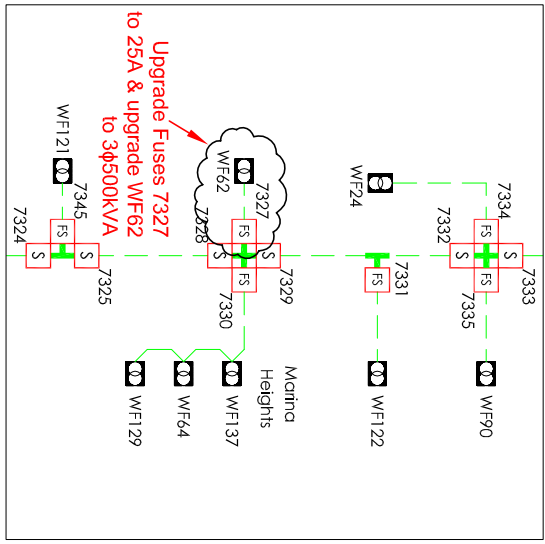 7333
S
7334
FS
FS
7335
WF90
7332
S
7331
FS
WF122
WF24
Marina
Heights
7329
S
7327
FS
FS
7330
WF137
WF62
7328
S
WF64
Upgrade Fuses 7327
to 25A & upgrade WF62
to 3ϕ500kVA
WF129
7325
S
7345
FS
WF121
7324
S